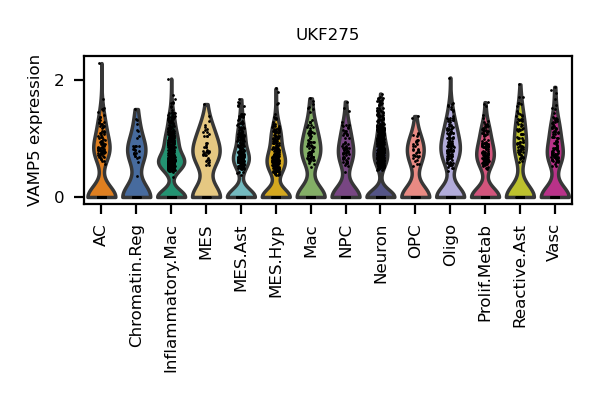 UKF275
VAMP5 expression
2
0
AC
Chromatin.Reg
Inflammatory.Mac
MES
MES.Ast
MES.Hyp
Mac
NPC
Neuron
OPC
Oligo
Prolif.Metab
Reactive.Ast
Vasc